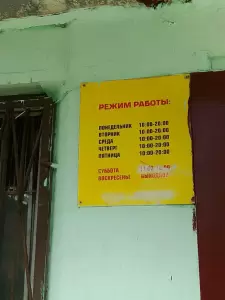 РЕЖИМ РАБОТЫ:
ПОНЕДЕЛЬНИК 10:00-20:00
ВТОРНИК 10:00-20:00
СРЕДА 10:00-20:00
ЧЕТВЕРГ 10:00-20:00
ПЯТНИЦА 10:00-20:00
СУББОТА
ВОСКРЕСЕНЬЕ